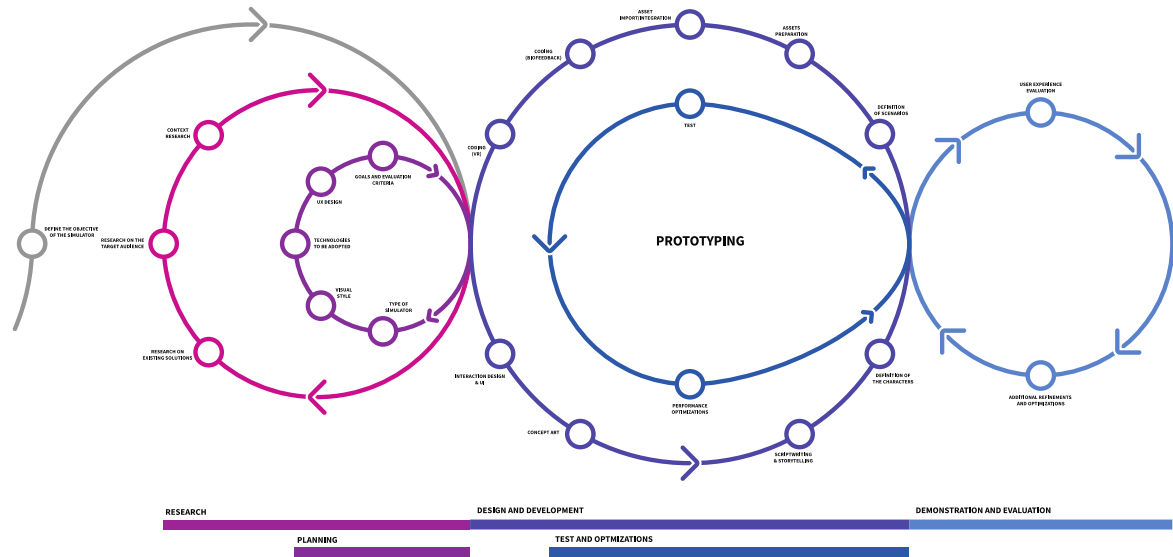 ASSET
IMPORT/INTEGRATION
ASSETS
PREPARATION
CODING
(BIOFEEDBACK)
USER EXPERIENCE
EVALUATION
DEFINITION
OF SCENARIOS
TEST
CONTEXT
RESEARCH
CODING
(VR)
GOALS AND EVALUATION
CRITERIA
UX DESIGN
DEFINE THE OBJECTIVE
OF THE SIMULATOR
RESEARCH ON THE
TARGET AUDIENCE
TECHNOLOGIES
TO BE ADOPTED
PROTOTYPING
VISUAL
STYLE
TYPE OF
SIMULATOR
RESEARCH ON
EXISTING SOLUTIONS
INTERACTION DESIGN
& UI
DEFINITION OF
THE CHARACTERS
PERFORMANCE
OPTIMIZATIONS
ADDITIONAL REFINEMENTS
AND OPTIMIZATIONS
CONCEPT ART
SCRIPTWRITING
& STORYTELLING
RESEARCH
DESIGN AND DEVELOPMENT
DEMONSTRATION AND EVALUATION
PLANNING
TEST AND OPTMIZATIONS